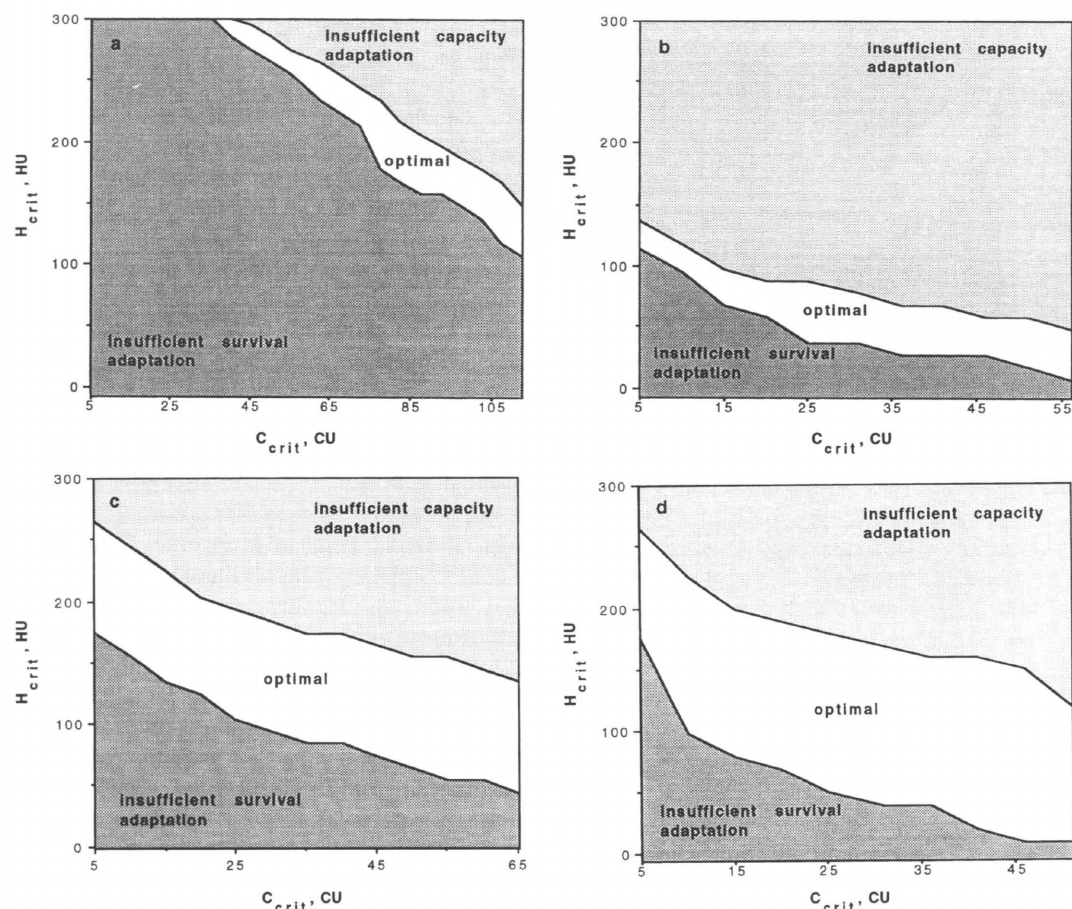 a
300
200
100
0
H crit, HU
Insufficient capacity
adaptation
optimal
Insufficient survival
adaptation
5 25 45 65 85 105
C crit, CU
b
300
200
100
0
H crit, HU
Insufficient capacity
adaptation
optimal
Insufficient survival
adaptation
5 15 25 35 45 55
C crit, CU
c
300
200
100
0
H crit, HU
Insufficient capacity
adaptation
optimal
Insufficient survival
adaptation
5 25 45 65
C crit, CU
d
300
200
100
0
H crit, HU
Insufficient capacity
adaptation
optimal
Insufficient survival
adaptation
5 15 25 35 45
C crit, CU